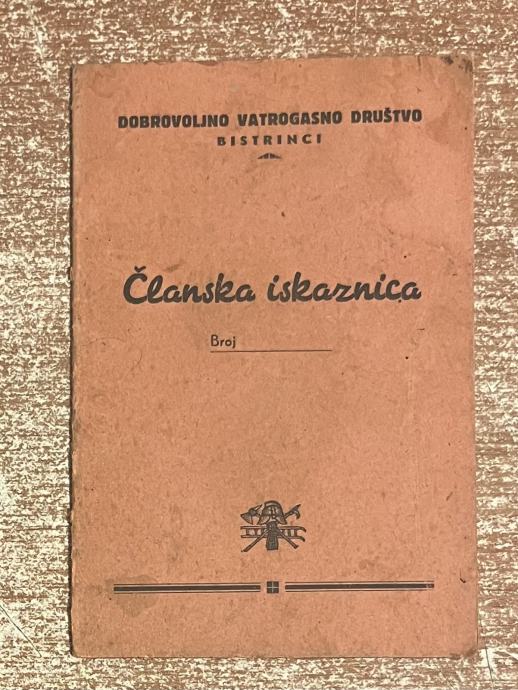 DOBROVOLJNO VATROGASNO DRUŠTVO
BISTRINCI
Članska iskaznica
Broj